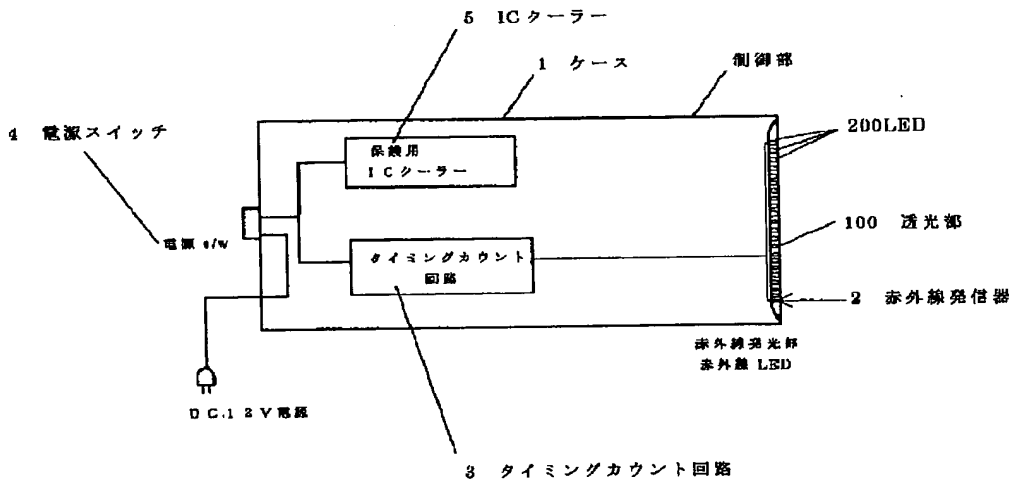 5 ICクーラー
1 ケース
制御部
4 電源スイッチ
200LED
保険用
ICクーラー
100 透光部
電源 s/w
タイミングカウント
回路
2 赤外線発信器
赤外線発光部
赤外線 LED
DC.12V電源
3 タイミングカウント回路